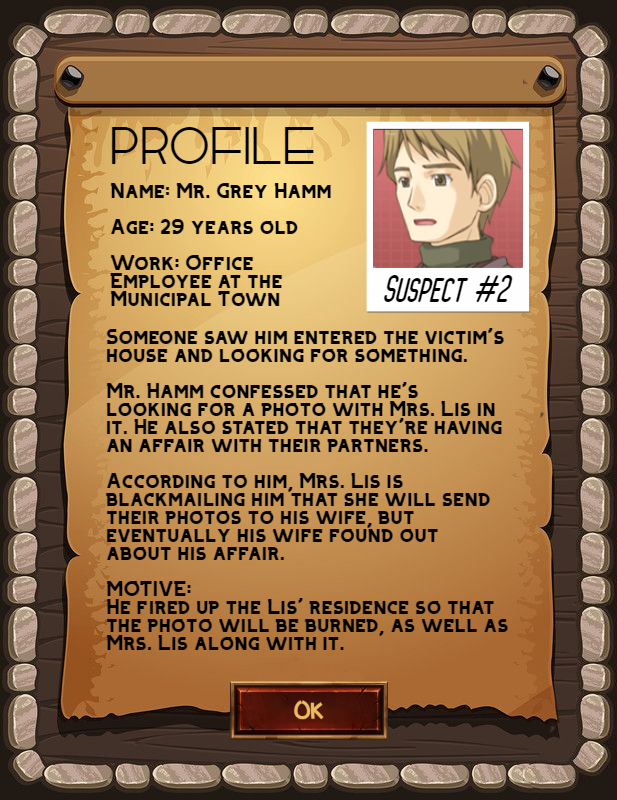 PROFILE
Name: Mr. Grey Hamm
Age: 29 years old
Work: Office
Employee at the
Municipal Town
SUSPECT #2
Someone saw him entered the victim's
house and looking for something.
Mr. Hamm confessed that he's
looking for a photo with Mrs. Lis in
it. He also stated that they're having
an affair with their partners.
According to him, Mrs. Lis is
blackmailing him that she will send
their photos to his wife, but
eventually his wife found out
about his affair.
MOTIVE:
He fired up the Lis' residence so that
the photo will be burned, as well as
Mrs. Lis along with it.
OK